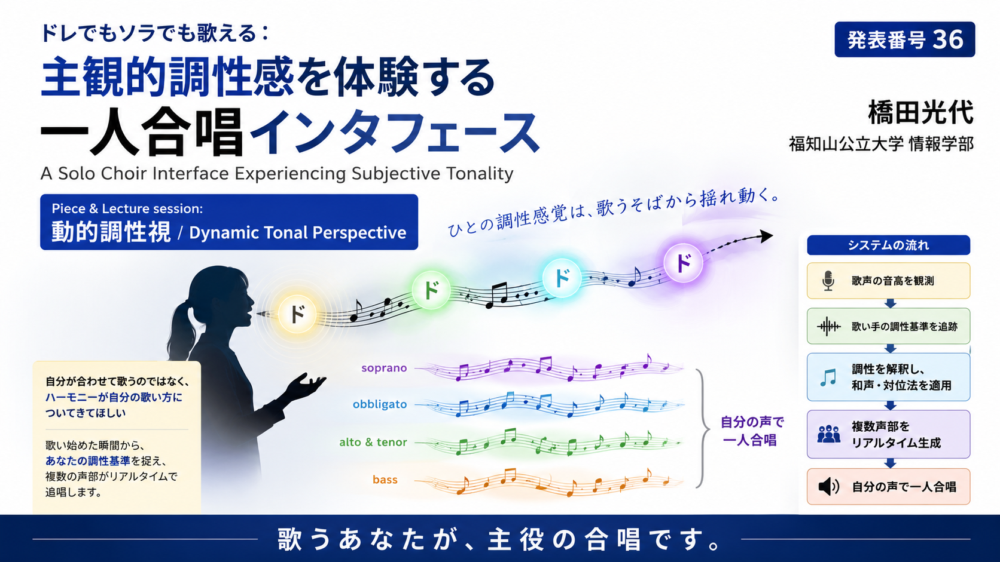 ドレでもソラでも歌える：
主観的調性感を体験する
一人合唱インタフェース
A Solo Choir Interface Experiencing Subjective Tonality
発表番号 36
橋田光代
福知山公立大学 情報学部
Piece & Lecture session:
動的調性視 / Dynamic Tonal Perspective
ひとの調性感覚は、歌うそばから揺れ動く。
ド
ド
ド
ド
自分が合わせて歌うのではなく、
ハーモニーが自分の歌い方に
ついてきてほしい
歌い始めた瞬間から、
あなたの調性基準を捉え、
複数の声部がリアルタイムで
追唱します。
soprano
obbligato
alto & tenor
bass
自分の声で
一人合唱
システムの流れ
歌声の音高を観測
歌い手の調性基準を追跡
調性を解釈し、
和声・対位法を適用
複数声部を
リアルタイム生成
自分の声で一人合唱
歌うあなたが、主役の合唱です。